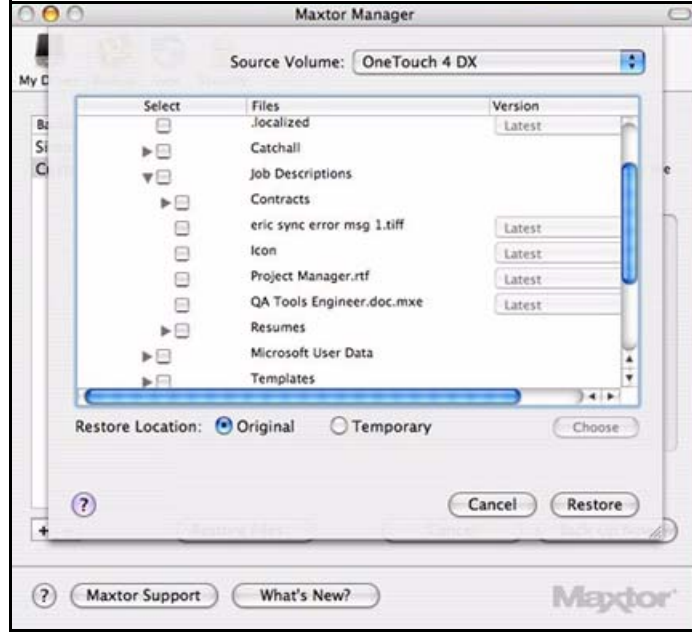 Maxtor Manager
Source Volume: OneTouch 4 DX
My D
Select Files Version
Ba
.localized Latest
Si
Catchall
Job Descriptions
e
Contracts
eric sync error msg 1.tiff Latest
Icon Latest
Project Manager.rtf Latest
QA Tools Engineer.doc.mxe Latest
Resumes
Microsoft User Data
Templates
Restore Location: Original Temporary Choose
? Cancel Restore
+
? Maxtor Support What's New? Maxtor